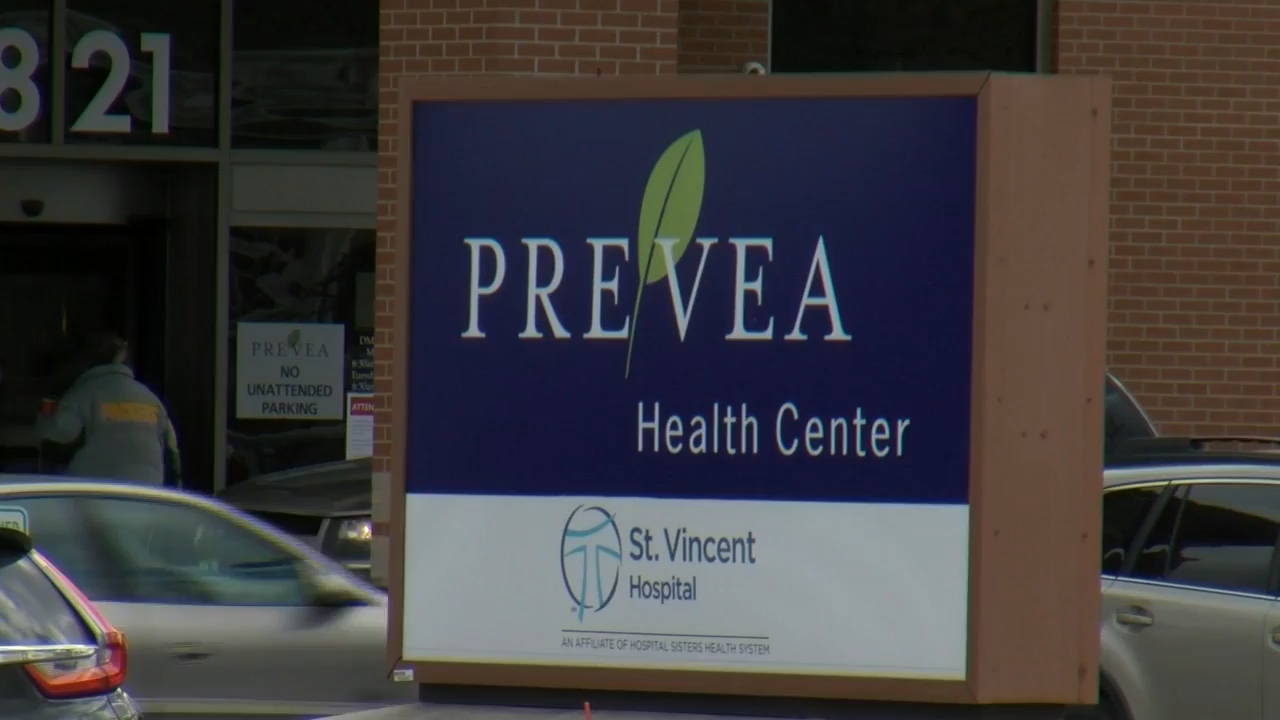 821
PREVEA
Health Center
PREVEA
NO
UNATTENDED
PARKING
St. Vincent
Hospital
AN AFFILIATE OF HOSPITAL SISTERS HEALTH SYSTEM